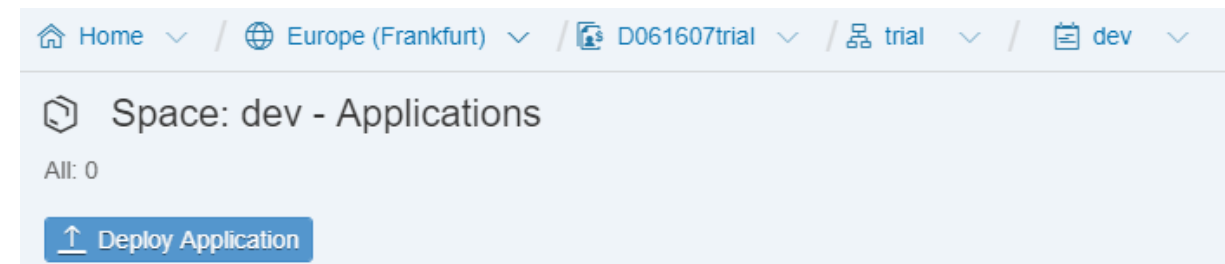 Home / Europe (Frankfurt) / D061607trial / trial / dev
Space: dev - Applications
All: 0
Deploy Application